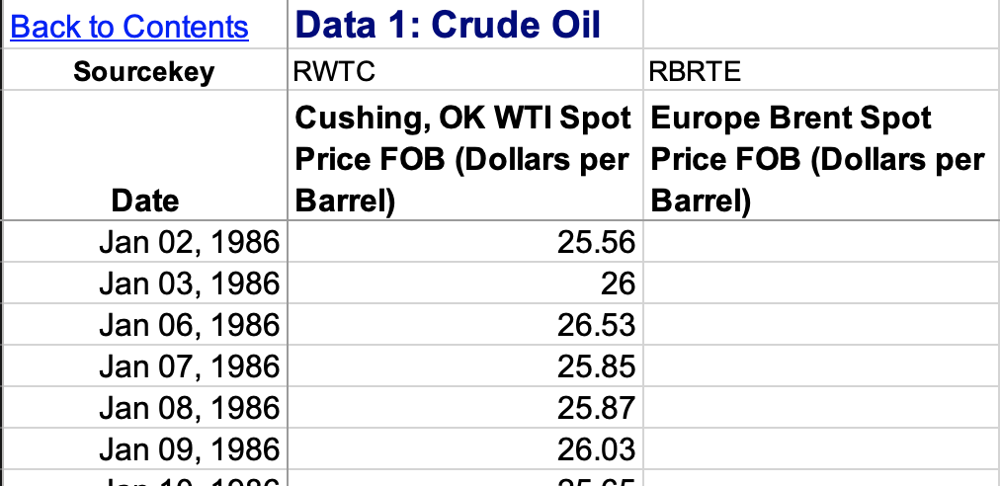 Back to Contents Data 1: Crude Oil
Sourcekey RWTC RBRTE
Date Cushing, OK WTI Spot Price FOB (Dollars per Barrel) Europe Brent Spot Price FOB (Dollars per Barrel)
Jan 02, 1986 25.56
Jan 03, 1986 26
Jan 06, 1986 26.53
Jan 07, 1986 25.85
Jan 08, 1986 25.87
Jan 09, 1986 26.03